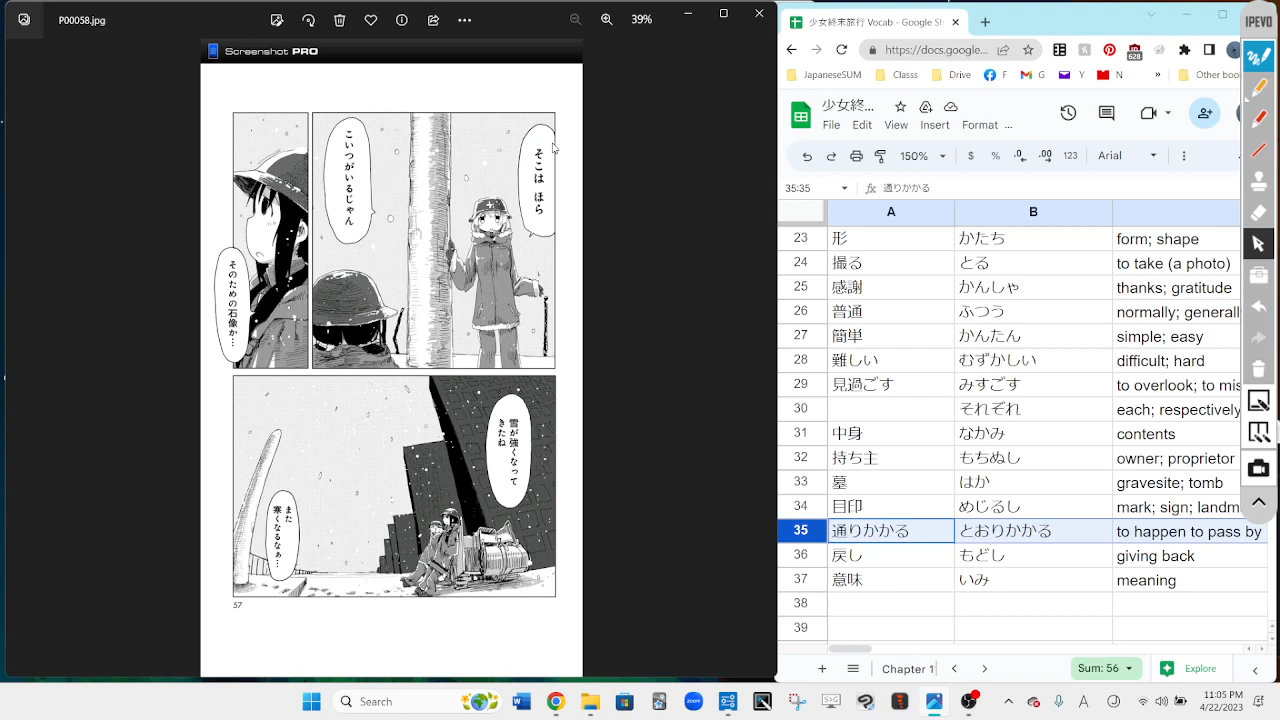 P00058.jpg
39%
Screenshot PRO
そこは ほら
こいつがいるじゃん
そのための石像か…
雪が強くなって
きたね
また
寒くなるなぁ…
57
少女終末旅行 Vocab - Google Sh
https://docs.google...
628
JapaneseSUM
Classs
Drive
F
G
Y
N
»
Other boo
少女終...
File
Edit
View
Insert
Format
150%
$
%
.0
.00
123
Arial
35:35
fx
通りかかる
A
B
23 形 かたち form; shape
24 撮る とる to take (a photo)
25 感謝 かんしゃ thanks; gratitude
26 普通 ふつう normally; generall
27 簡単 かんたん simple; easy
28 難しい むずかしい difficult; hard
29 見過ごす みすごす to overlook; to mis
30 それぞれ each; respectively
31 中身 なかみ contents
32 持ち主 もちぬし owner; proprietor
33 墓 はか gravesite; tomb
34 目印 めじるし mark; sign; landm
35 通りかかる とおりかかる to happen to pass by
36 戻し もどし giving back
37 意味 いみ meaning
38
39
Chapter 1
Sum: 56
Explore
IPEVO
Search
zoom
A
11:05 PM
4/22/2023